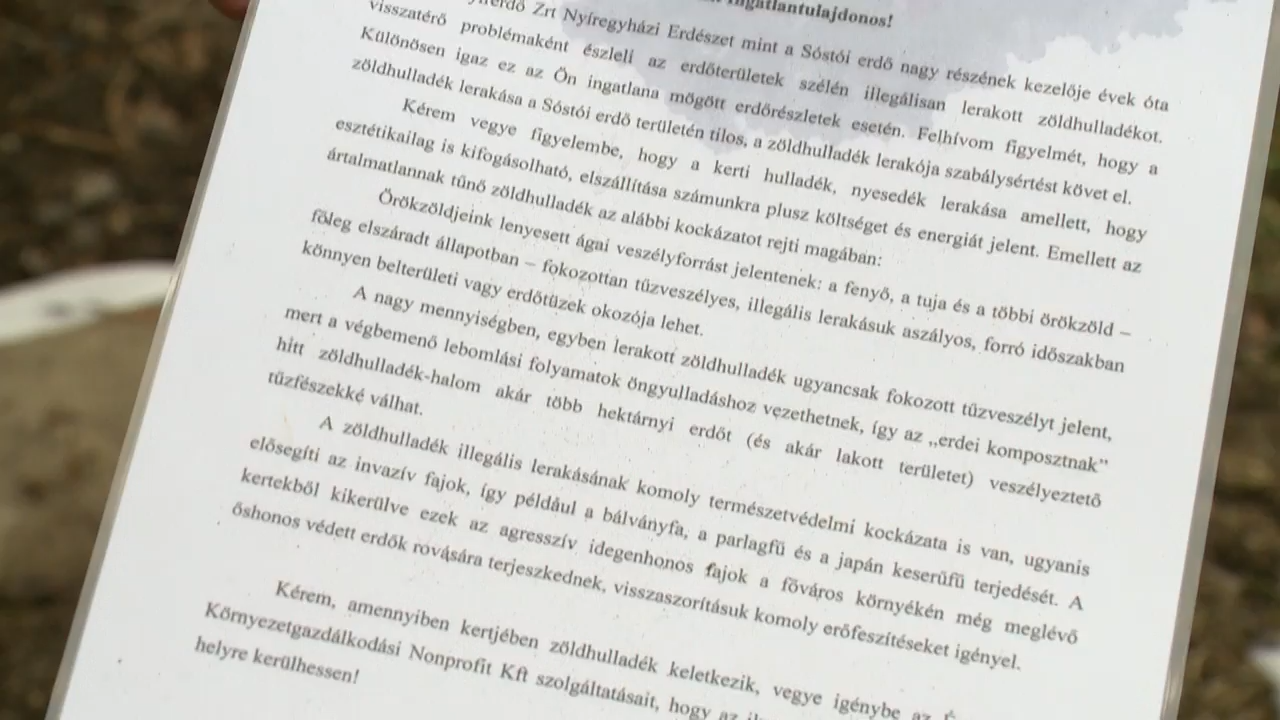 ingatlantulajdonos!
Zrt Nyíregyházi Erdészet mint a Sóstói erdő nagy részének kezelője évek óta
visszatérő problémaként észleli az erdőterületek szélén illegálisan lerakott zöldhulladékot.
Különösen igaz ez az Ön ingatlana mögött erdőrészletek esetén. Felhívom figyelmét, hogy a
zöldhulladék lerakása a Sóstói erdő területén tilos, a zöldhulladék lerakója szabálysértést követ el.
Kérem vegye figyelembe, hogy a kerti hulladék, nyesedék lerakása amellett, hogy
esztétikailag is kifogásolható, elszállítása számunkra plusz költséget és energiát jelent. Emellett az
ártalmatlannak tűnő zöldhulladék az alábbi kockázatot rejti magában:
Örökzöldjeink lenyesett ágai veszélyforrást jelentenek: a fenyő, a tuja és a többi örökzöld –
főleg elszáradt állapotban – fokozottan tűzveszélyes, illegális lerakásuk aszályos, forró időszakban
könnyen belterületi vagy erdőtüzek okozója lehet.
A nagy mennyiségben, egyben lerakott zöldhulladék ugyancsak fokozott tűzveszélyt jelent,
mert a végbemenő lebomlási folyamatok öngyulladáshoz vezethetnek, így az „erdei komposztnak”
hitt zöldhulladék-halom akár több hektárnyi erdőt (és akár lakott területet) veszélyeztető
tűzfészekké válhat.
A zöldhulladék illegális lerakásának komoly természetvédelmi kockázata is van, ugyanis
elősegíti az invazív fajok, így például a bálványfa, a parlagfű és a japán keserűfű terjedését. A
kertekből kikerülve ezek az agresszív idegenhonos fajok a főváros környékén még meglévő
őshonos védett erdők rovására terjeszkednek, visszaszorításuk komoly erőfeszítéseket igényel.
Kérem, amennyiben kertjében zöldhulladék keletkezik, vegye igénybe az
Környezetgazdálkodási Nonprofit Kft szolgáltatásait, hogy az
helyre kerülhessen!